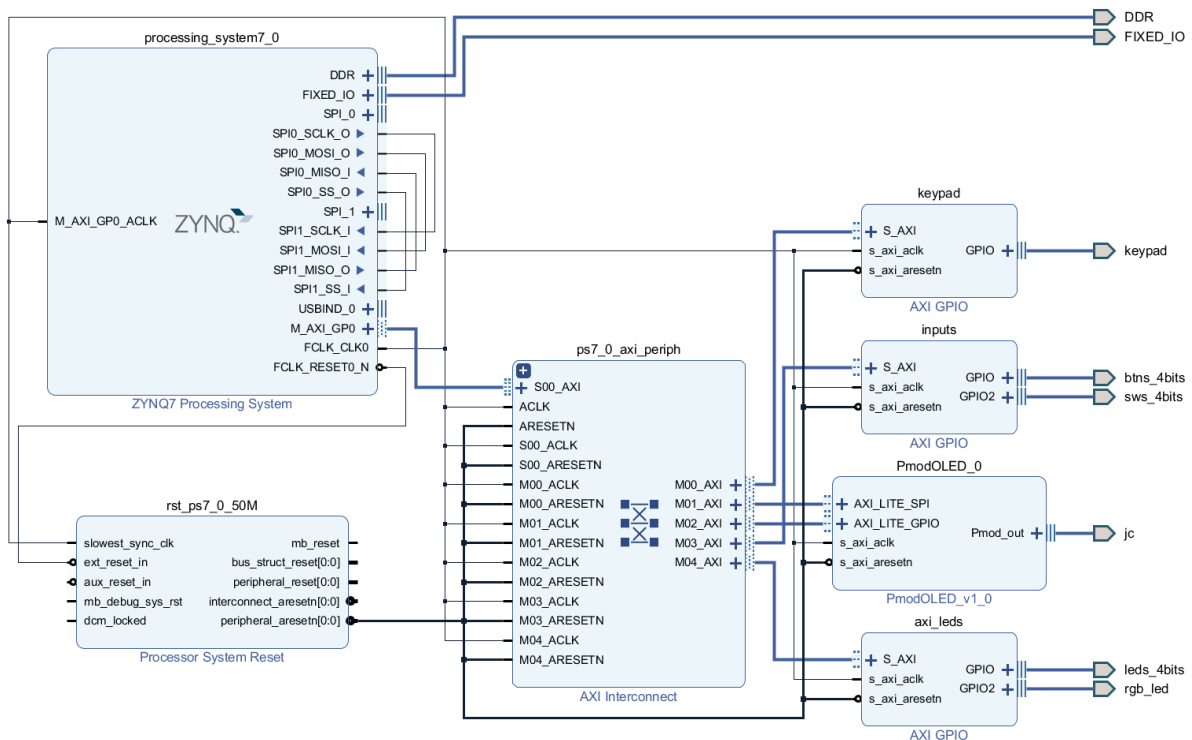 DDR
FIXED_IO
processing_system7_0
DDR
FIXED_IO
SPI_0
SPI0_SCLK_O
SPI0_MOSI_O
SPI0_MISO_I
SPI0_SS_O
SPI_1
SPI1_SCLK_I
SPI1_MOSI_I
SPI1_MISO_O
SPI1_SS_I
USBIND_0
M_AXI_GP0
FCLK_CLK0
FCLK_RESET0_N
M_AXI_GP0_ACLK
ZYNQ
ZYNQ7 Processing System
rst_ps7_0_50M
slowest_sync_clk
ext_reset_in
aux_reset_in
mb_debug_sys_rst
dcm_locked
mb_reset
bus_struct_reset[0:0]
peripheral_reset[0:0]
interconnect_aresetn[0:0]
peripheral_aresetn[0:0]
Processor System Reset
ps7_0_axi_periph
S00_AXI
ACLK
ARESETN
S00_ACLK
S00_ARESETN
M00_ACLK
M00_ARESETN
M01_ACLK
M01_ARESETN
M02_ACLK
M02_ARESETN
M03_ACLK
M03_ARESETN
M04_ACLK
M04_ARESETN
M00_AXI
M01_AXI
M02_AXI
M03_AXI
M04_AXI
AXI Interconnect
keypad
S_AXI
s_axi_aclk
s_axi_aresetn
GPIO
AXI GPIO
keypad
inputs
S_AXI
s_axi_aclk
s_axi_aresetn
GPIO
GPIO2
AXI GPIO
btns_4bits
sws_4bits
PmodOLED_0
AXI_LITE_SPI
AXI_LITE_GPIO
s_axi_aclk
s_axi_aresetn
Pmod_out
PmodOLED_v1_0
jc
axi_leds
S_AXI
s_axi_aclk
s_axi_aresetn
GPIO
GPIO2
AXI GPIO
leds_4bits
rgb_led